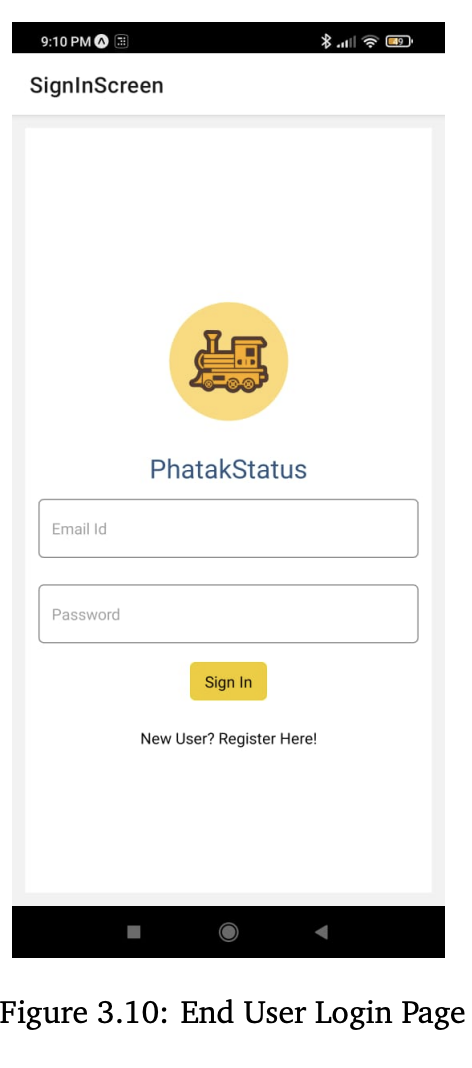 9:10 PM
49
SignInScreen
PhatakStatus
Email Id
Password
Sign In
New User? Register Here!
Figure 3.10: End User Login Page